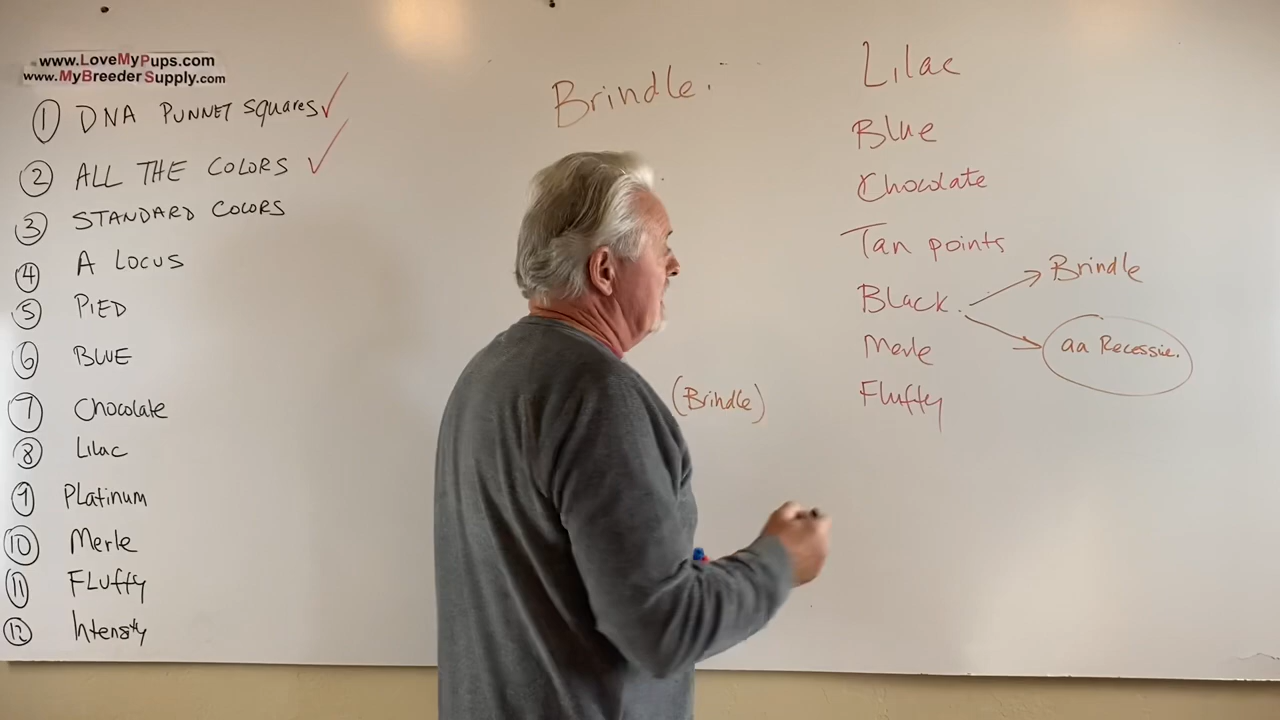 www.LoveMyPups.com
www.MyBreederSupply.com
1 DNA PUNNET Squares ✓
2 ALL THE COLORS ✓
3 STANDARD COLORS
4 A LOCUS
5 PIED
6 BLUE
7 Chocolate
8 Lilac
9 Platinum
10 Merle
11 FLuffy
12 Intensity
Brindle.
(Brindle)
Lilac
Blue
Chocolate
Tan points
Black.
Merle
Fluffy
Brindle
aa Recessive.